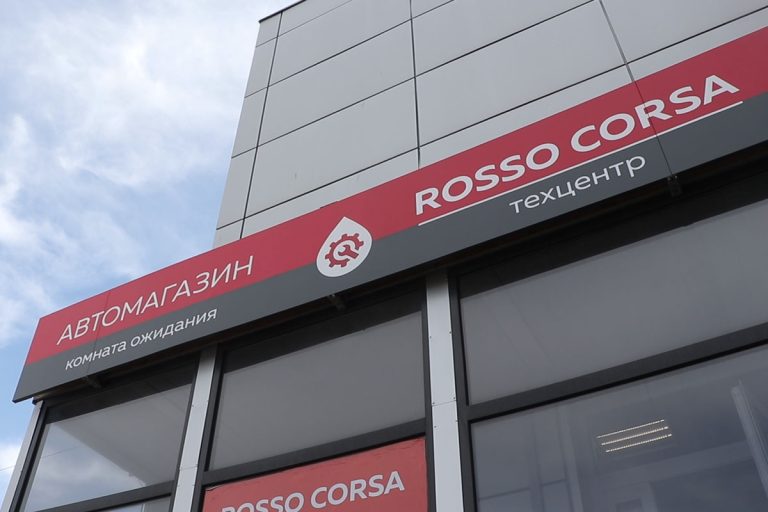 АВТОМАГАЗИН
комната ожидания
ROSSO CORSA
техцентр
ROSSO CORSA